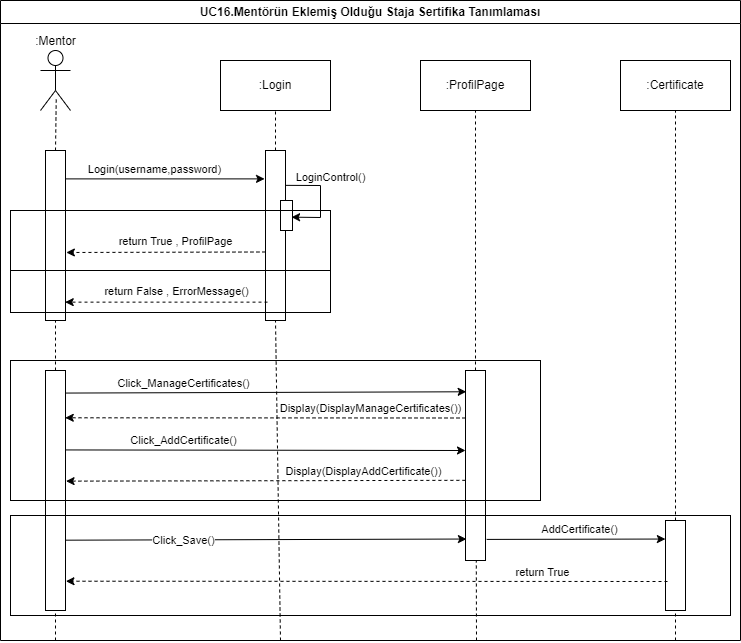 UC16.Mentörün Eklemiş Olduğu Staja Sertifika Tanımlaması
:Mentor
:Login
:ProfilPage
:Certificate
Login(username,password)
LoginControl()
return True , ProfilPage
return False , ErrorMessage()
Click_ManageCertificates()
Display(DisplayManageCertificates())
Click_AddCertificate()
Display(DisplayAddCertificate())
AddCertificate()
Click_Save()
return True